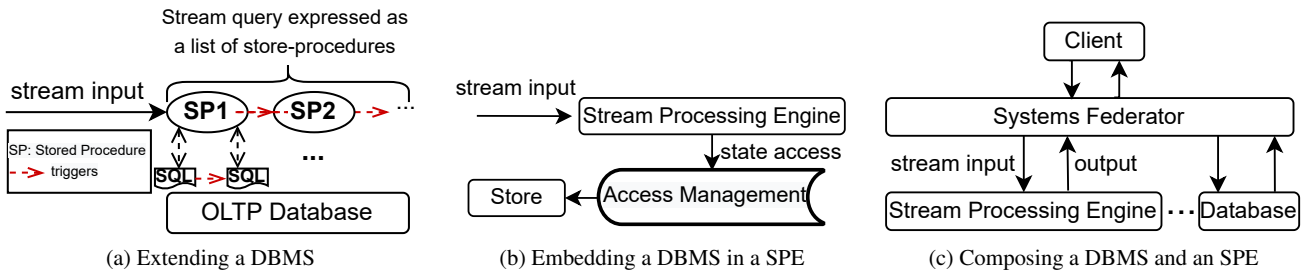 Stream query expressed as
a list of store-procedures
stream input
SP1
SP2
...
SP: Stored Procedure
triggers
...
SQL
SQL
OLTP Database
(a) Extending a DBMS
stream input
Stream Processing Engine
state access
Store
Access Management
(b) Embedding a DBMS in a SPE
Client
Systems Federator
stream input
output
Stream Processing Engine
...
Database
(c) Composing a DBMS and an SPE